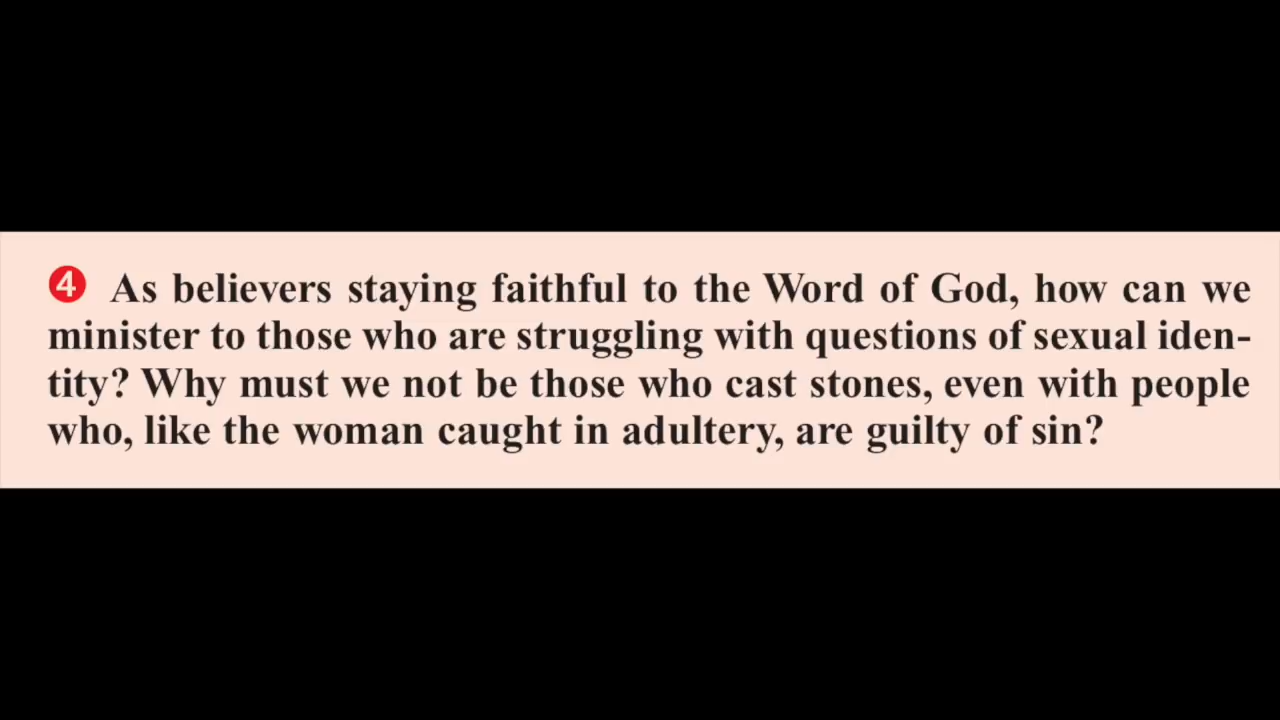 4 As believers staying faithful to the Word of God, how can we
minister to those who are struggling with questions of sexual iden-
tity? Why must we not be those who cast stones, even with people
who, like the woman caught in adultery, are guilty of sin?